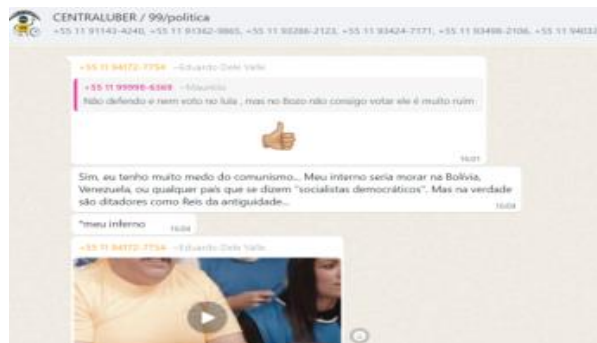 CENTRALUBER / 99/politica
+55 11 91143-4240, +55 11 91362-9865, +55 11 93286-2123, +55 11 93424-7171, +55 11 93498-2106, +55 11 94032
+55 11 94172-7754 ~Eduardo Dele Valle
+55 11 99998-6369 ~Mauricio
Não defendo e nem voto no lula , mas no Bozo não consigo votar ele é muito ruim
16:01
Sim, eu tenho muito medo do comunismo... Meu interno seria morar na Bolívia,
Venezuela, ou qualquer país que se dizem "socialistas democráticos". Mas na verdade
são ditadores como Reis da antiguidade...
16:04
*meu inferno
16:04
+55 11 94172-7754 ~Eduardo Dele Valle